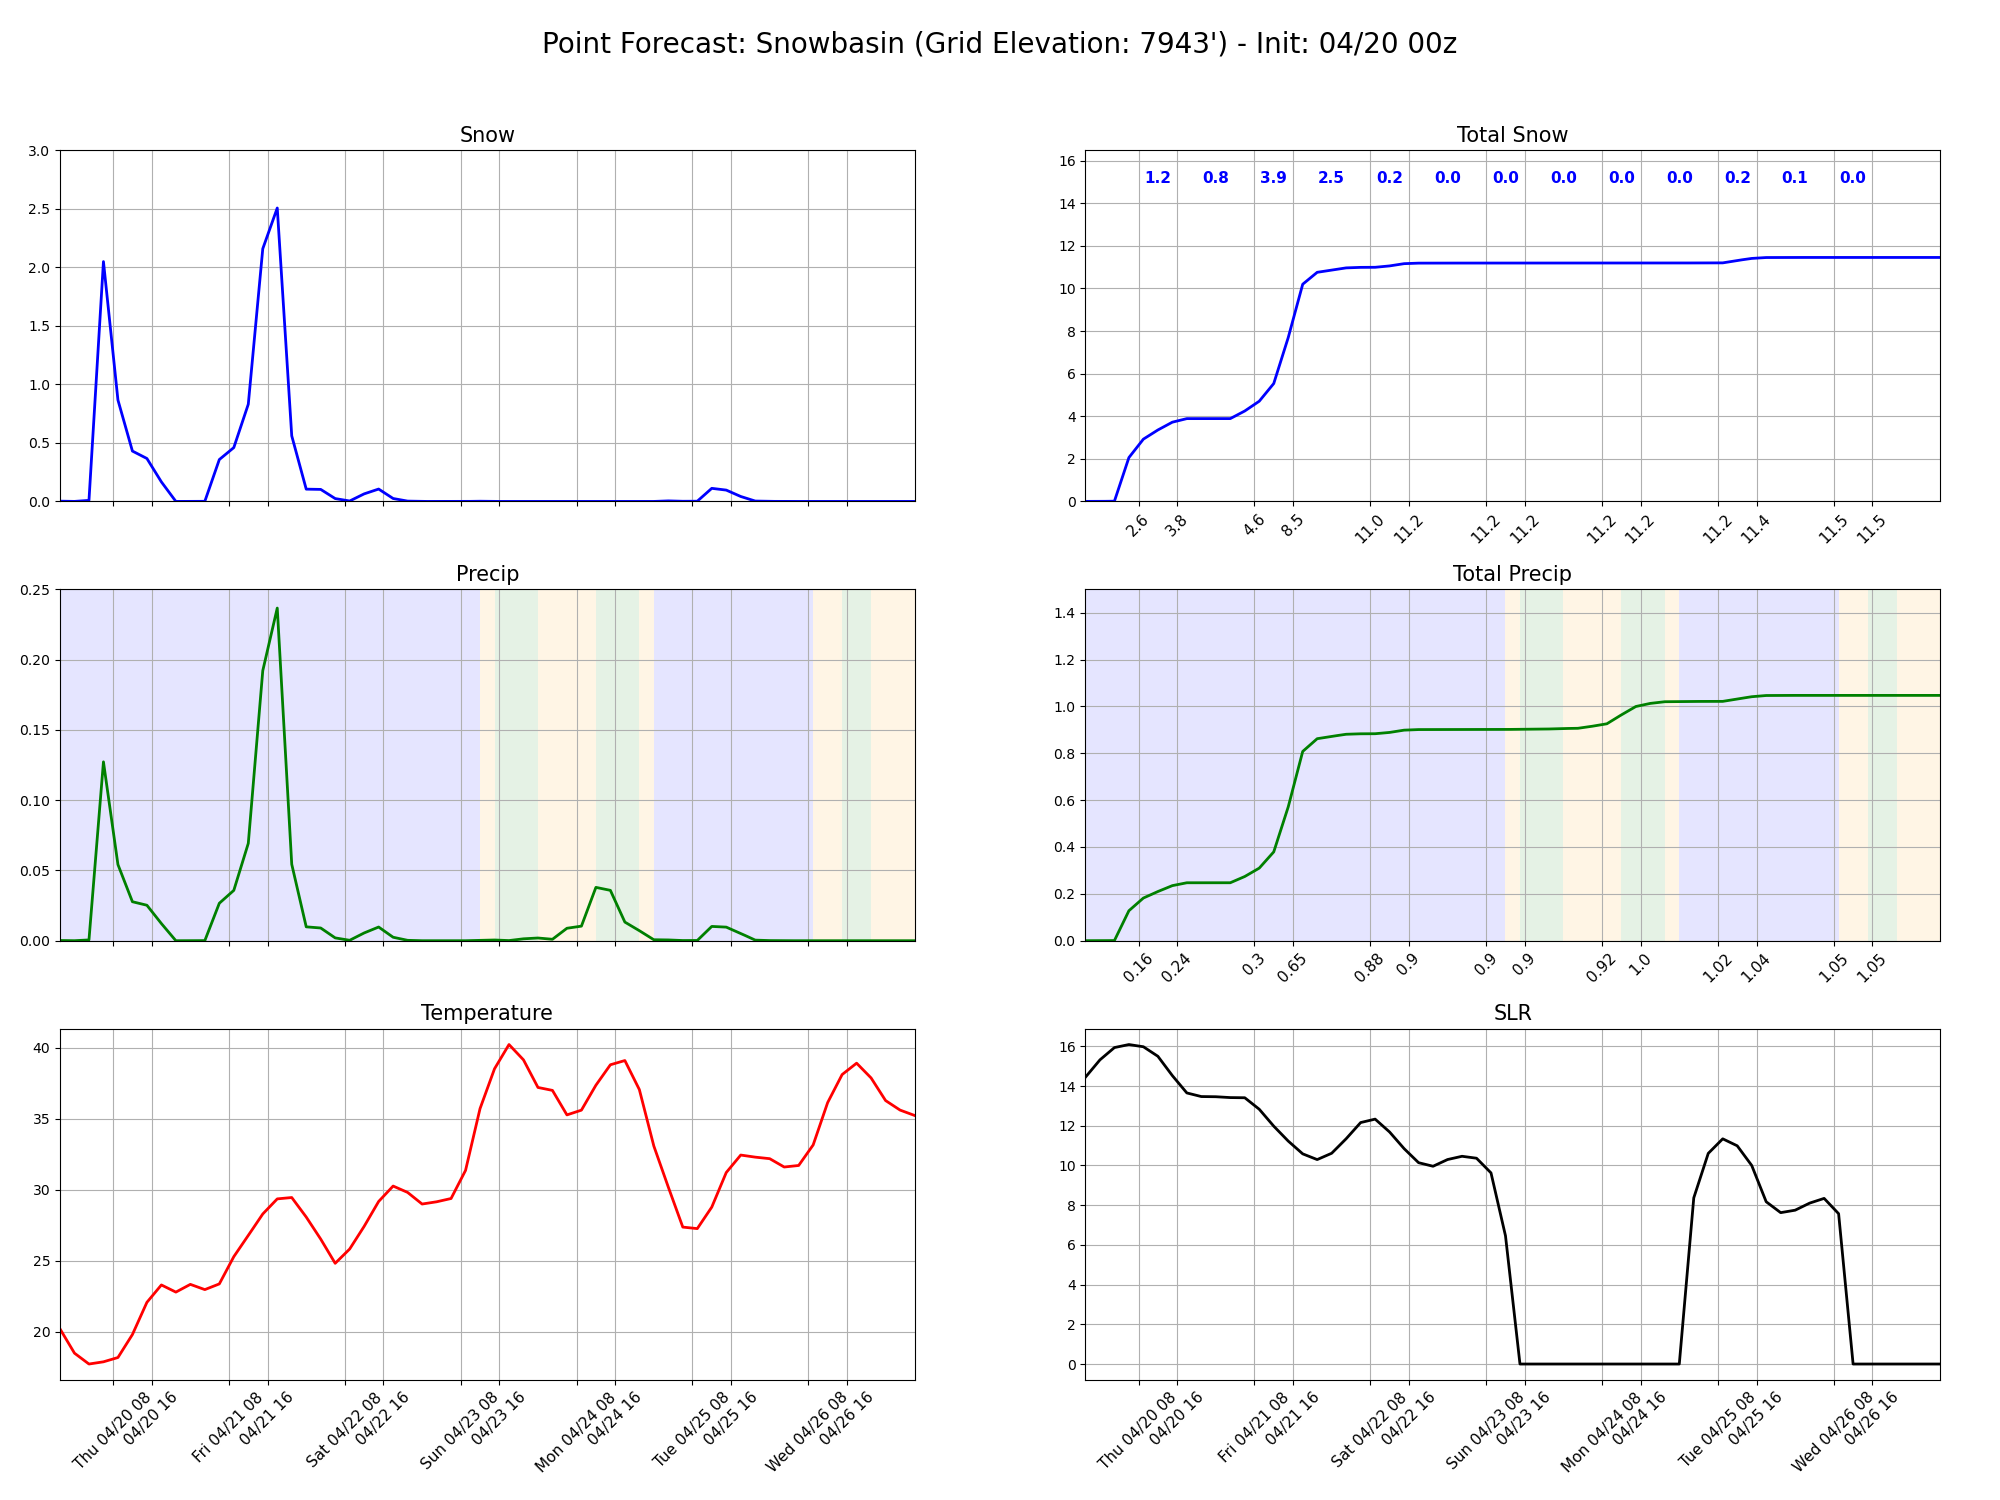 Point Forecast: Snowbasin (Grid Elevation: 7943') - Init: 04/20 00z
Snow
3.0
2.5
2.0
1.5
1.0
0.5
0.0
Total Snow
16
14
12
10
8
6
4
2
0
1.2 0.8 3.9 2.5 0.2 0.0 0.0 0.0 0.0 0.0 0.2 0.1 0.0
2.6 3.8 4.6 8.5 11.0 11.2 11.2 11.2 11.2 11.2 11.2 11.4 11.5 11.5
Precip
0.25
0.20
0.15
0.10
0.05
0.00
Total Precip
1.4
1.2
1.0
0.8
0.6
0.4
0.2
0.0
0.16 0.24 0.3 0.65 0.88 0.9 0.9 0.9 0.92 1.0 1.02 1.04 1.05 1.05
Temperature
40
35
30
25
20
Thu 04/20 08
04/20 16
Fri 04/21 08
04/21 16
Sat 04/22 08
04/22 16
Sun 04/23 08
04/23 16
Mon 04/24 08
04/24 16
Tue 04/25 08
04/25 16
Wed 04/26 08
04/26 16
SLR
16
14
12
10
8
6
4
2
0
Thu 04/20 08
04/20 16
Fri 04/21 08
04/21 16
Sat 04/22 08
04/22 16
Sun 04/23 08
04/23 16
Mon 04/24 08
04/24 16
Tue 04/25 08
04/25 16
Wed 04/26 08
04/26 16